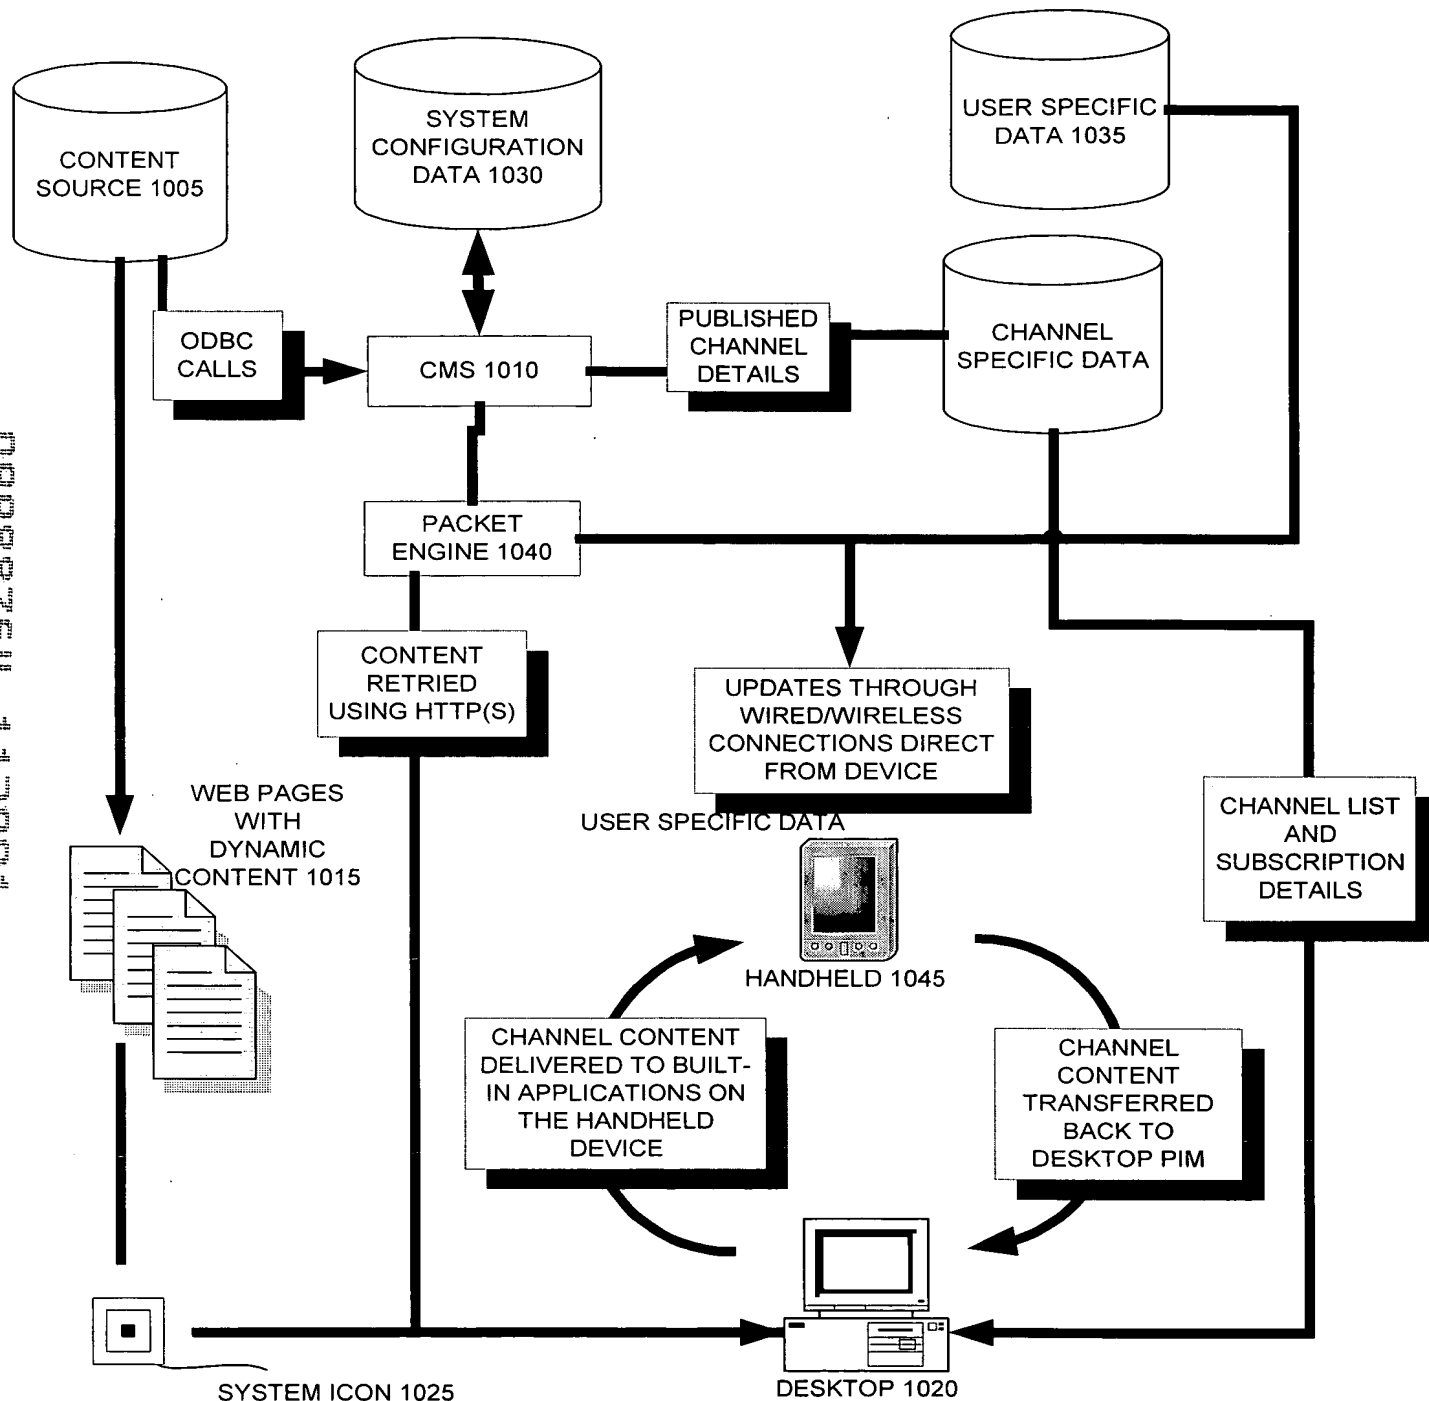 CONTENT
SOURCE 1005
SYSTEM
CONFIGURATION
DATA 1030
USER SPECIFIC
DATA 1035
ODBC
CALLS
CMS 1010
PUBLISHED
CHANNEL
DETAILS
CHANNEL
SPECIFIC DATA
PACKET
ENGINE 1040
CONTENT
RETRIED
USING HTTP(S)
UPDATES THROUGH
WIRED/WIRELESS
CONNECTIONS DIRECT
FROM DEVICE
USER SPECIFIC DATA
WEB PAGES
WITH
DYNAMIC
CONTENT 1015
CHANNEL LIST
AND
SUBSCRIPTION
DETAILS
HANDHELD 1045
CHANNEL CONTENT
DELIVERED TO BUILT-
IN APPLICATIONS ON
THE HANDHELD
DEVICE
CHANNEL
CONTENT
TRANSFERRED
BACK TO
DESKTOP PIM
SYSTEM ICON 1025
DESKTOP 1020